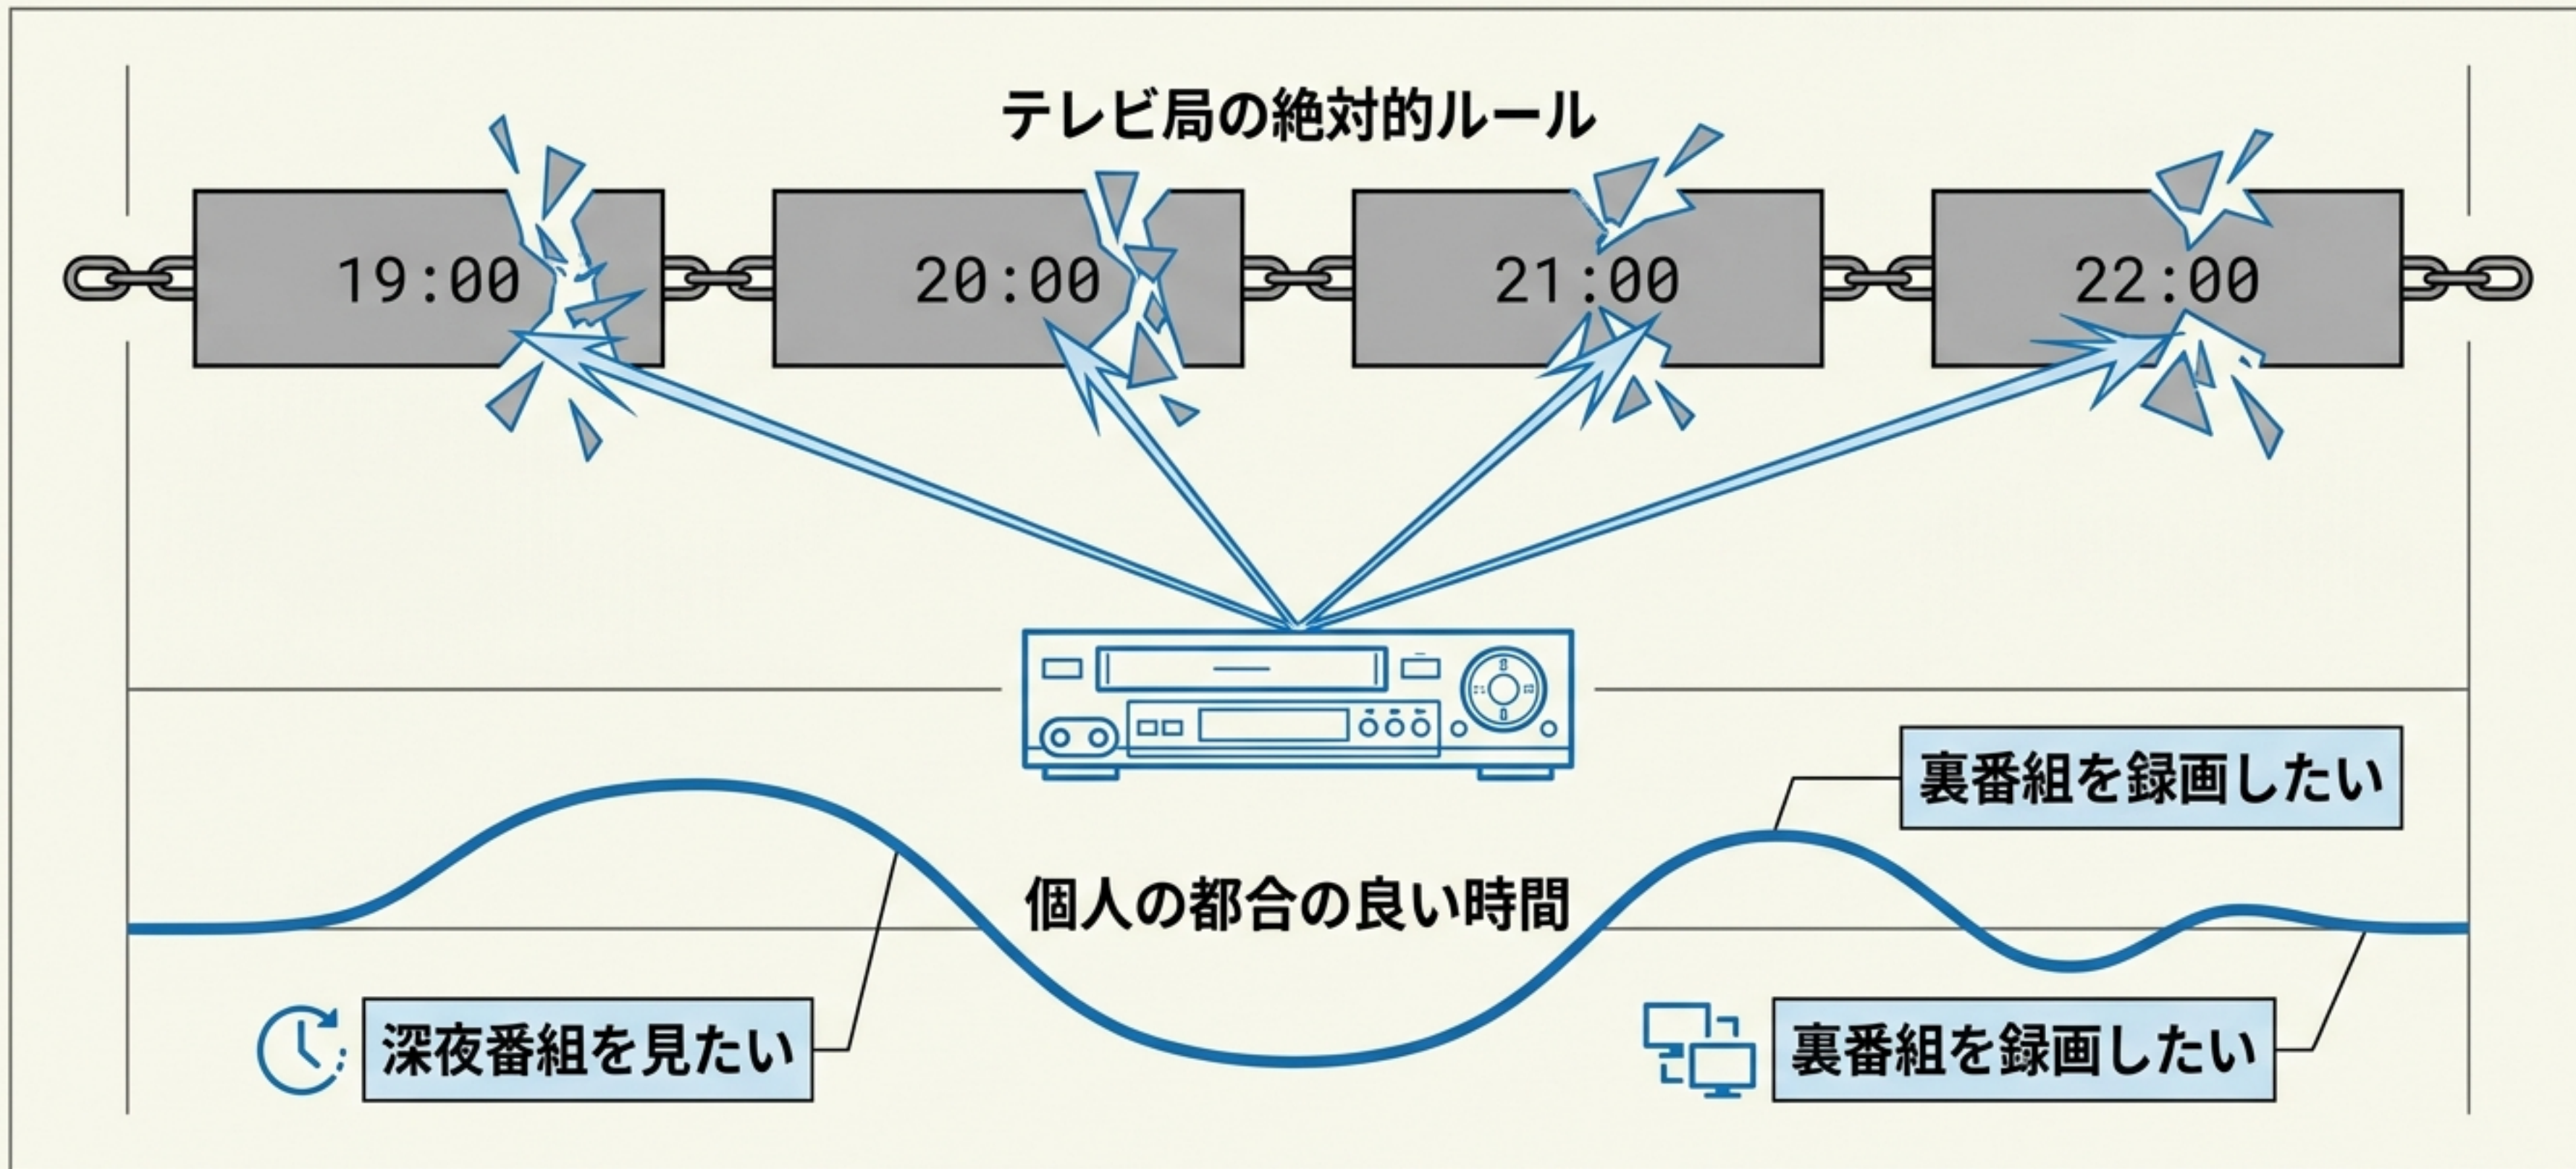 テレビ局の絶対的ルール
19:00
20:00
21:00
22:00
裏番組を録画したい
個人の都合の良い時間
深夜番組を見たい
裏番組を録画したい